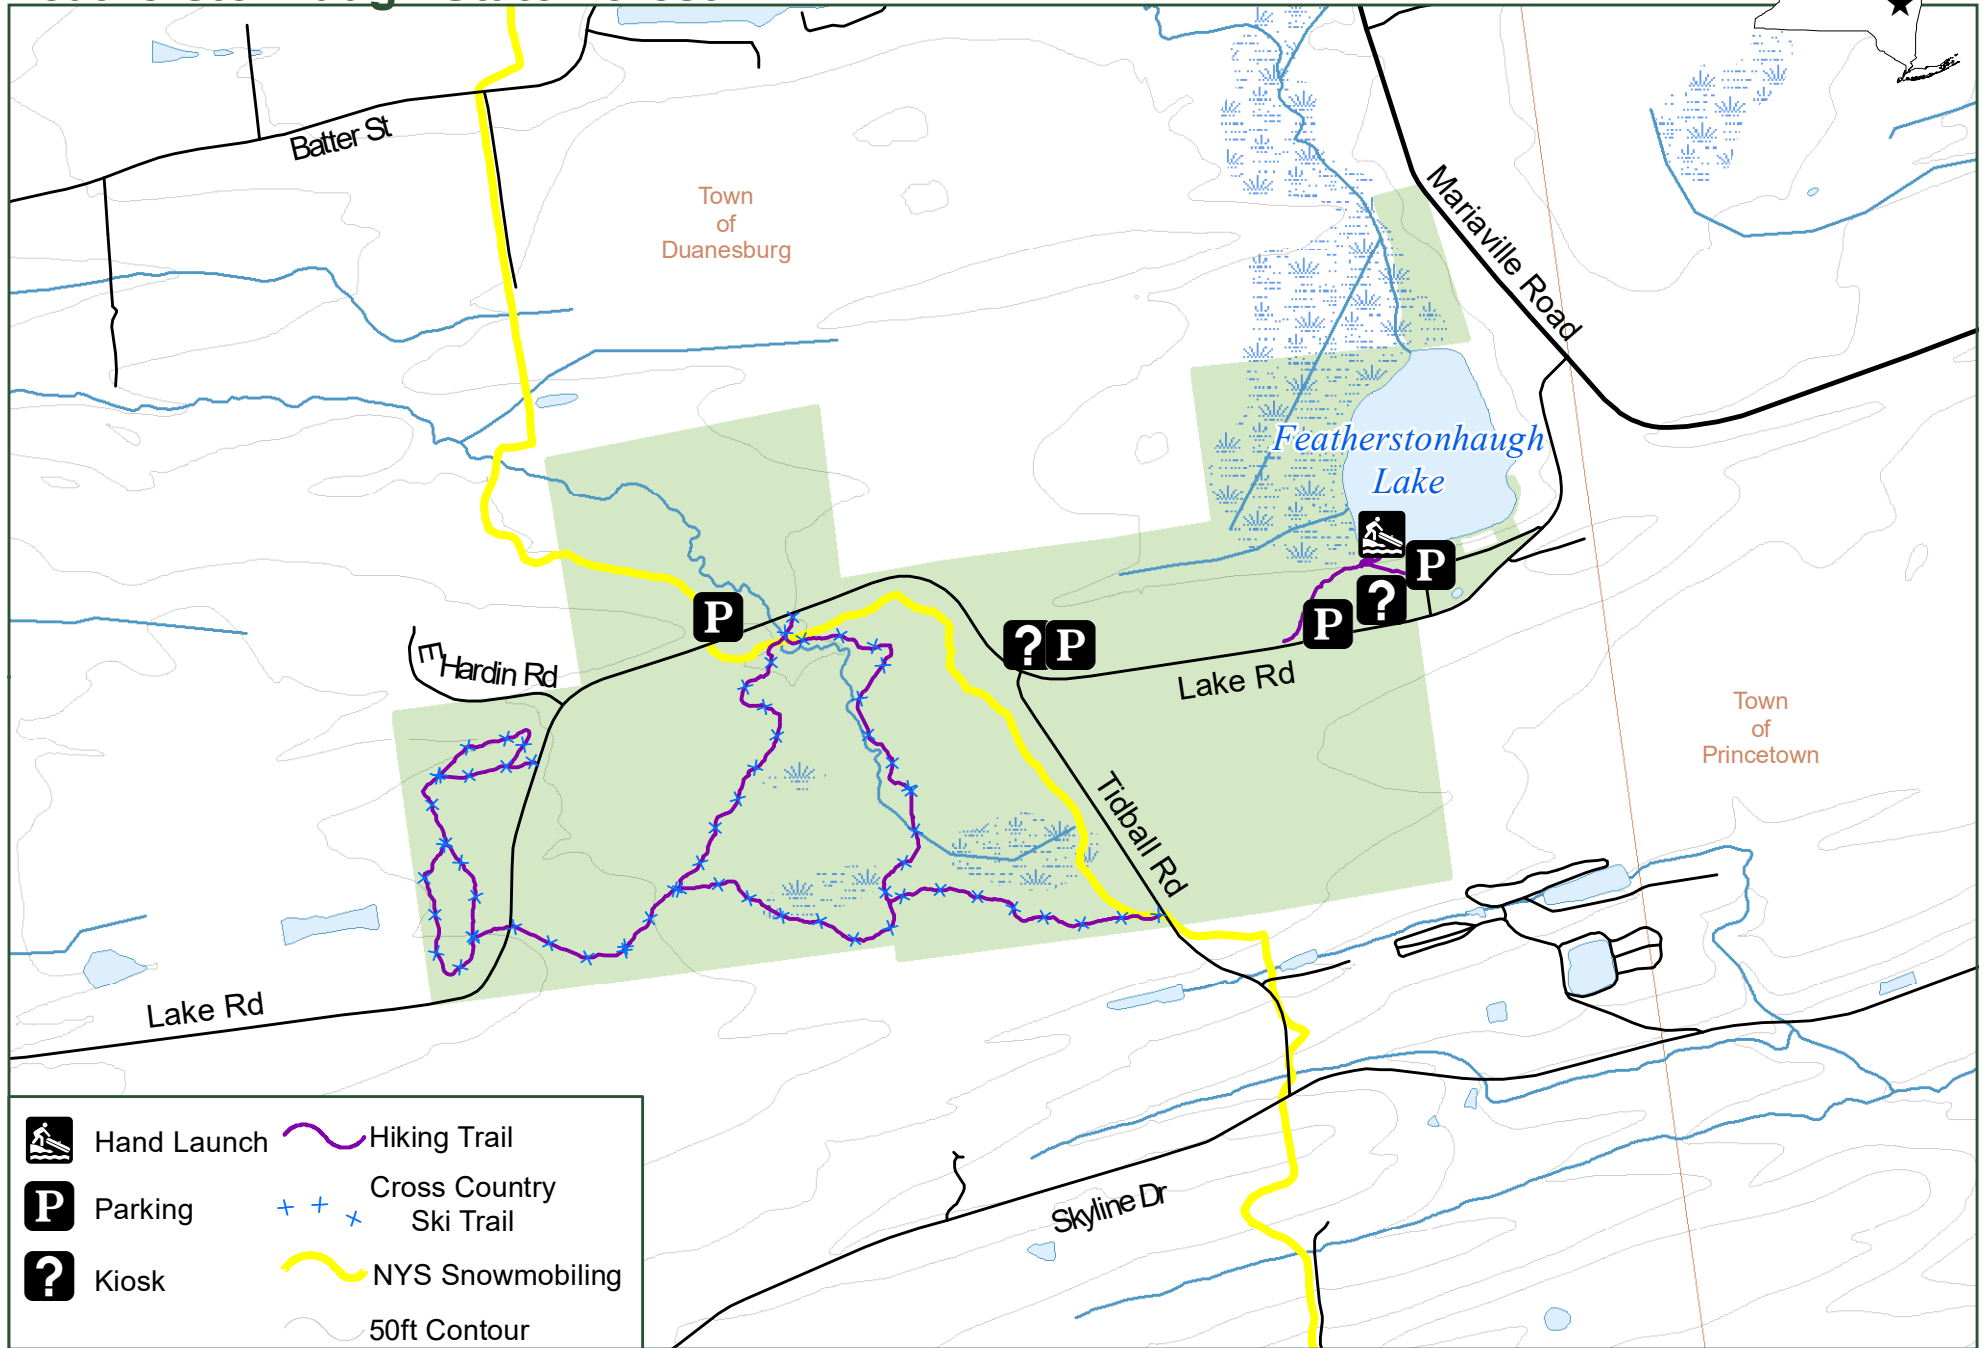 Batter St
Town
of
Duanesburg
Mariaville Road
Featherstonhaugh
Lake
P
P
?
P
P
? P
E Hardin Rd
Lake Rd
Town
of
Princetown
Tidball Rd
Lake Rd
Skyline Dr
Hand Launch
Hiking Trail
P Parking
Cross Country
Ski Trail
? Kiosk
NYS Snowmobiling
50ft Contour